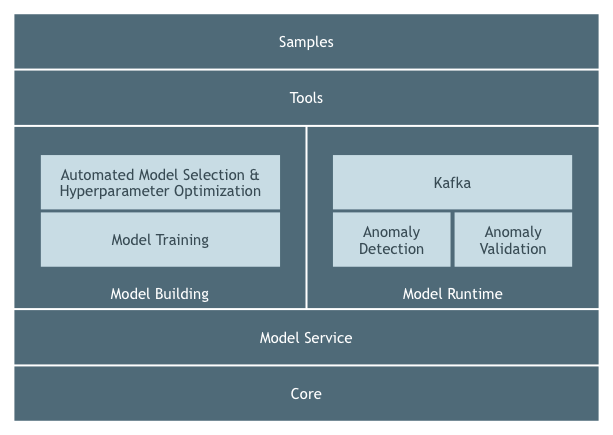 Samples
Tools
Automated Model Selection &
Hyperparameter Optimization
Model Training
Model Building
Kafka
Anomaly
Detection
Anomaly
Validation
Model Runtime
Model Service
Core